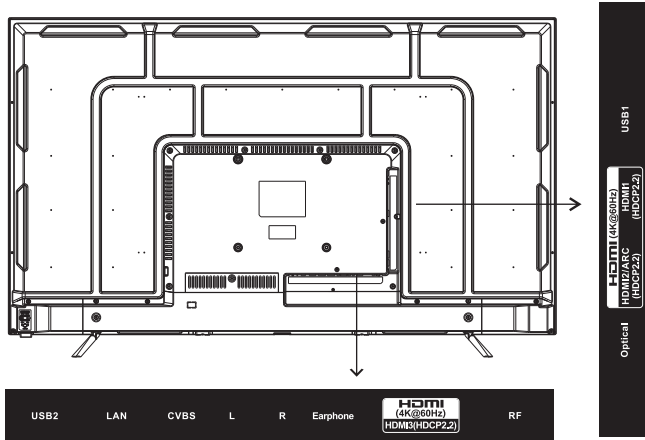 USB1
HDMI (4K@60Hz)
HDMI1
(HDCP2.2)
HDMI2/ARC
(HDCP2.2)
Optical
USB2 LAN CVBS L R Earphone HDMI RF
(4K@60Hz)
HDMI3(HDCP2.2)